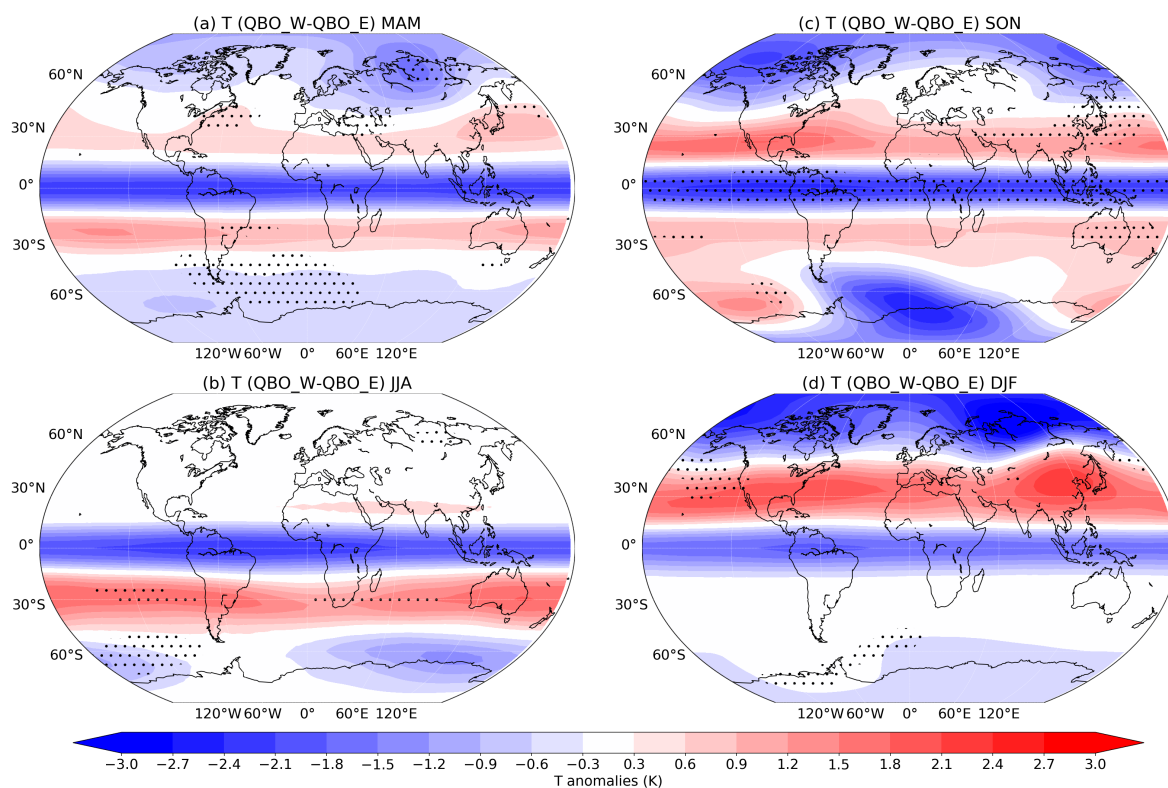 (a) T (QBO_W-QBO_E) MAM
60°N
30°N
0°
30°S
60°S
120°W 60°W 0° 60°E 120°E
(c) T (QBO_W-QBO_E) SON
60°N
30°N
0°
30°S
60°S
120°W 60°W 0° 60°E 120°E
(b) T (QBO_W-QBO_E) JJA
60°N
30°N
0°
30°S
60°S
120°W 60°W 0° 60°E 120°E
(d) T (QBO_W-QBO_E) DJF
60°N
30°N
0°
30°S
60°S
120°W 60°W 0° 60°E 120°E
−3.0 −2.7 −2.4 −2.1 −1.8 −1.5 −1.2 −0.9 −0.6 −0.3 0.3 0.6 0.9 1.2 1.5 1.8 2.1 2.4 2.7 3.0
T anomalies (K)